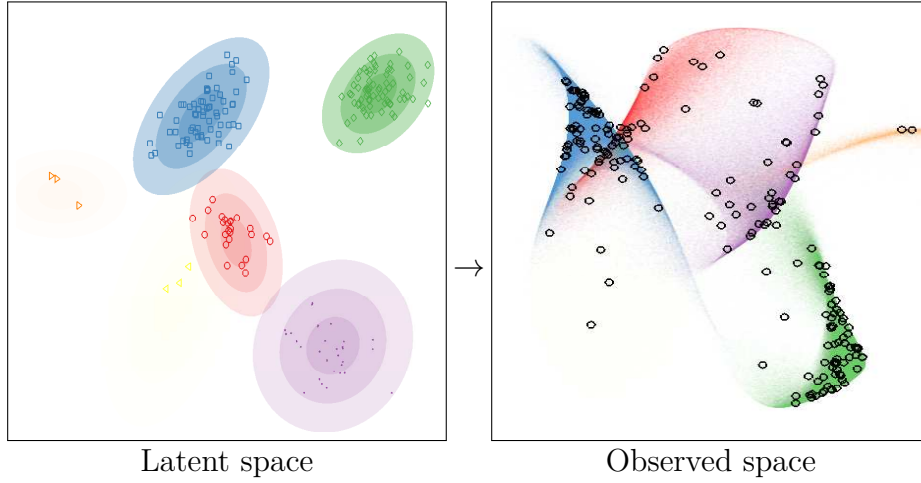 →
Latent space
Observed space